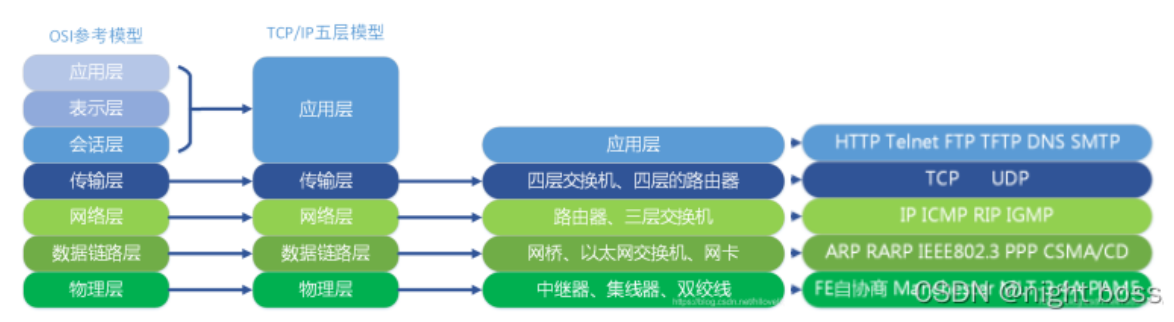 OSI参考模型
TCP/IP五层模型
应用层
表示层
会话层
传输层
网络层
数据链路层
物理层
应用层
传输层
网络层
数据链路层
物理层
应用层
四层交换机、四层的路由器
路由器、三层交换机
网桥、以太网交换机、网卡
中继器、集线器、双绞线
HTTP Telnet FTP TFTP DNS SMTP
TCP UDP
IP ICMP RIP IGMP
ARP RARP IEEE802.3 PPP CSMA/CD
FE自协商 Manchester MLT-3 4A PAM5
CSDN @night boss